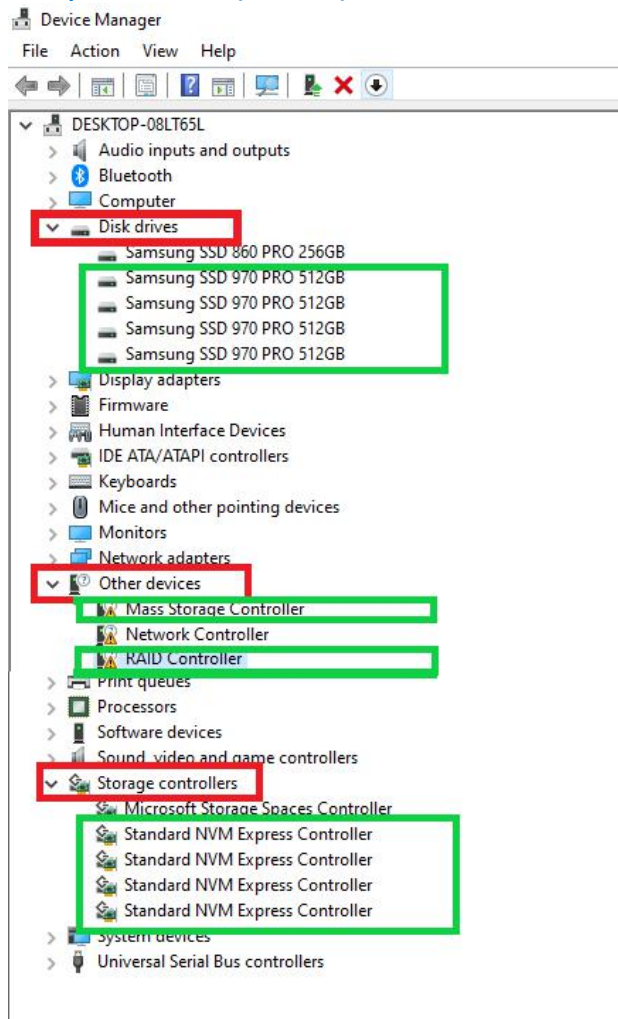 Device Manager
File Action View Help
DESKTOP-08LT65L
Audio inputs and outputs
Bluetooth
Computer
Disk drives
Samsung SSD 860 PRO 256GB
Samsung SSD 970 PRO 512GB
Samsung SSD 970 PRO 512GB
Samsung SSD 970 PRO 512GB
Samsung SSD 970 PRO 512GB
Display adapters
Firmware
Human Interface Devices
IDE ATA/ATAPI controllers
Keyboards
Mice and other pointing devices
Monitors
Network adapters
Other devices
Mass Storage Controller
Network Controller
RAID Controller
Print queues
Processors
Software devices
Sound, video and game controllers
Storage controllers
Microsoft Storage Spaces Controller
Standard NVM Express Controller
Standard NVM Express Controller
Standard NVM Express Controller
Standard NVM Express Controller
System devices
Universal Serial Bus controllers